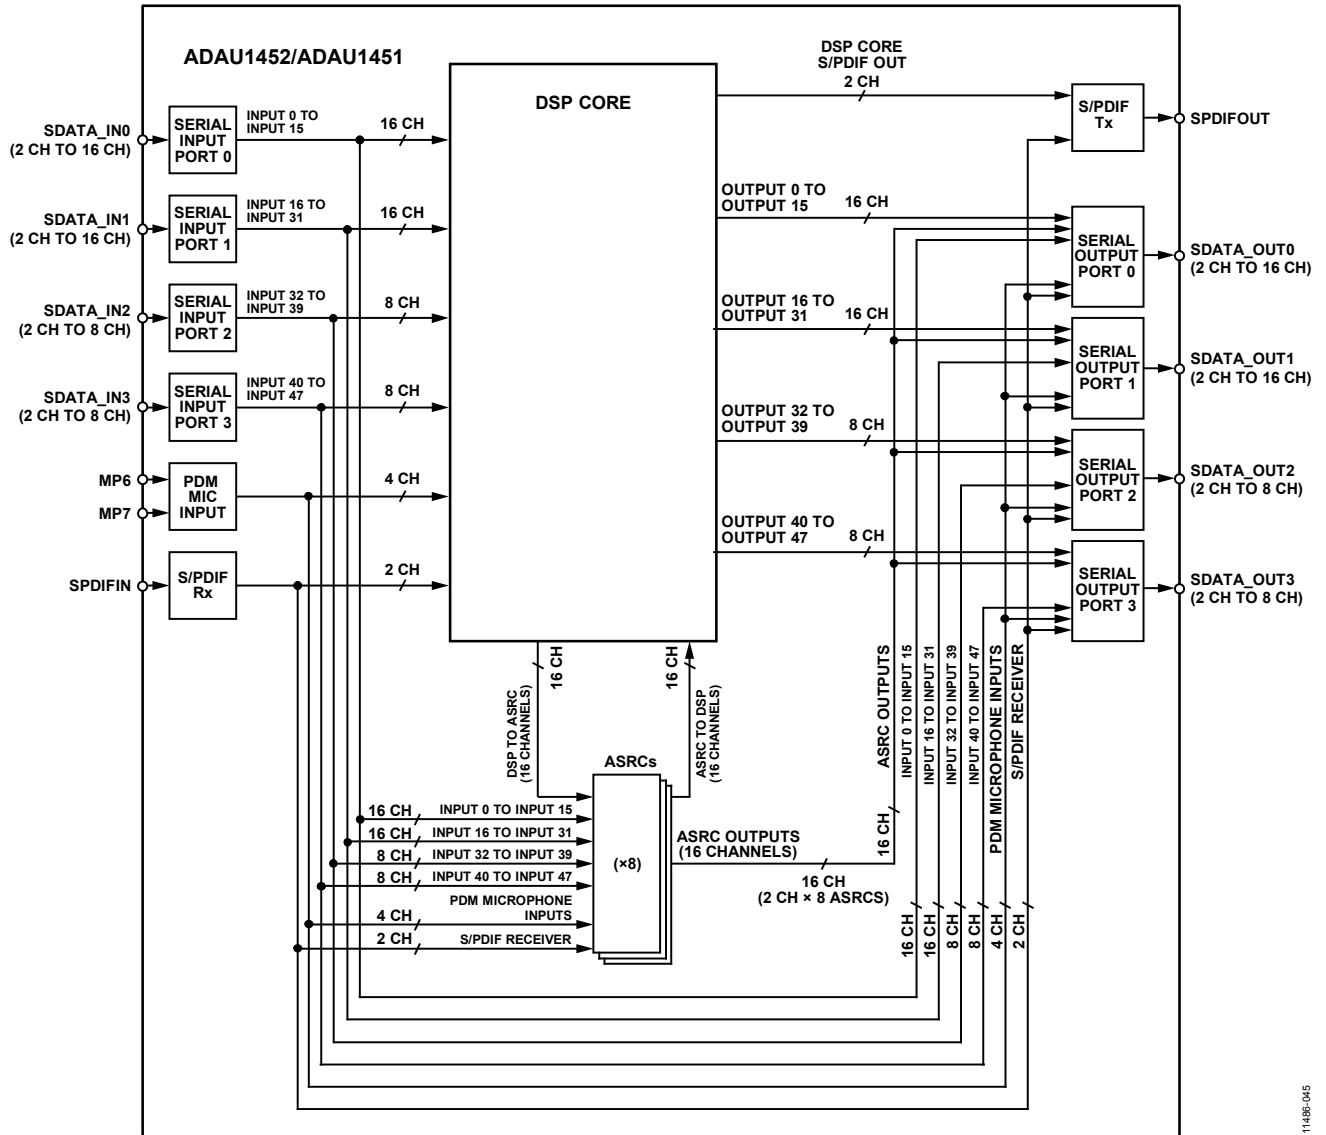 ADAU1452/ADAU1451
DSP CORE
DSP CORE
S/PDIF OUT
2 CH
S/PDIF
Tx
SPDIFOUT
SDATA_IN0
(2 CH TO 16 CH)
SERIAL
INPUT
PORT 0
INPUT 0 TO
INPUT 15
16 CH
SDATA_IN1
(2 CH TO 16 CH)
SERIAL
INPUT
PORT 1
INPUT 16 TO
INPUT 31
16 CH
SDATA_IN2
(2 CH TO 8 CH)
SERIAL
INPUT
PORT 2
INPUT 32 TO
INPUT 39
8 CH
SDATA_IN3
(2 CH TO 8 CH)
SERIAL
INPUT
PORT 3
INPUT 40 TO
INPUT 47
8 CH
MP6
MP7
PDM
MIC
INPUT
4 CH
SPDIFIN
S/PDIF
Rx
2 CH
OUTPUT 0 TO
OUTPUT 15
16 CH
SERIAL
OUTPUT
PORT 0
SDATA_OUT0
(2 CH TO 16 CH)
OUTPUT 16 TO
OUTPUT 31
16 CH
SERIAL
OUTPUT
PORT 1
SDATA_OUT1
(2 CH TO 16 CH)
OUTPUT 32 TO
OUTPUT 39
8 CH
SERIAL
OUTPUT
PORT 2
SDATA_OUT2
(2 CH TO 8 CH)
OUTPUT 40 TO
OUTPUT 47
8 CH
SERIAL
OUTPUT
PORT 3
SDATA_OUT3
(2 CH TO 8 CH)
16 CH
DSP TO ASRC
(16 CHANNELS)
16 CH
ASRC TO DSP
(16 CHANNELS)
ASRCs
(×8)
16 CH INPUT 0 TO INPUT 15
16 CH INPUT 16 TO INPUT 31
8 CH INPUT 32 TO INPUT 39
8 CH INPUT 40 TO INPUT 47
PDM MICROPHONE
INPUTS
4 CH
2 CH S/PDIF RECEIVER
ASRC OUTPUTS
(16 CHANNELS)
16 CH
(2 CH × 8 ASRCS)
ASRC OUTPUTS
16 CH
INPUT 0 TO INPUT 15
16 CH
INPUT 16 TO INPUT 31
16 CH
INPUT 32 TO INPUT 39
8 CH
INPUT 40 TO INPUT 47
8 CH
PDM MICROPHONE INPUTS
4 CH
S/PDIF RECEIVER
2 CH
11486-045